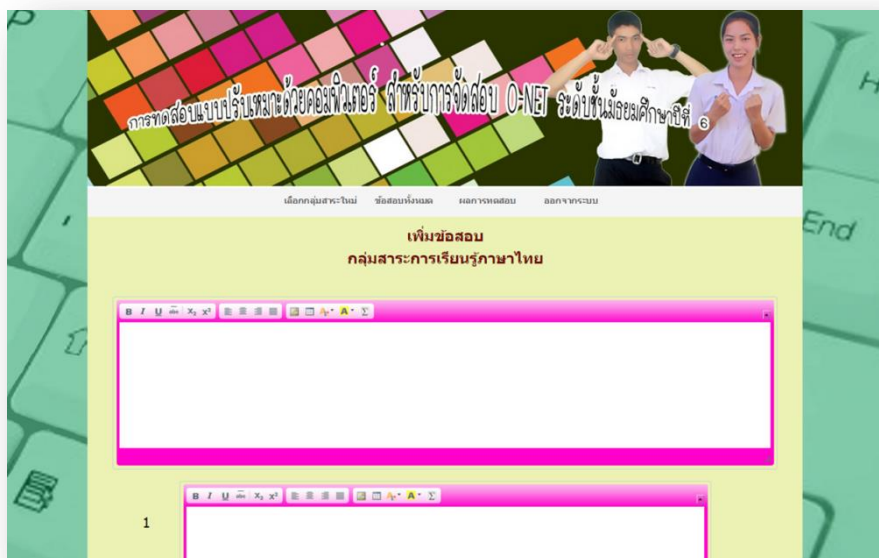 การทดสอบแบบปรับเหมาะด้วยคอมพิวเตอร์ สำหรับการจัดสอบ O-NET ระดับชั้นมัธยมศึกษาปีที่ 6
เลือกกลุ่มสาระใหม่ ข้อสอบทั้งหมด ผลการทดสอบ ออกจากระบบ
End
เพิ่มข้อสอบ
กลุ่มสาระการเรียนรู้ภาษาไทย
B I U abc X₂ X² A Σ
B I U abc X₂ X² A Σ
1